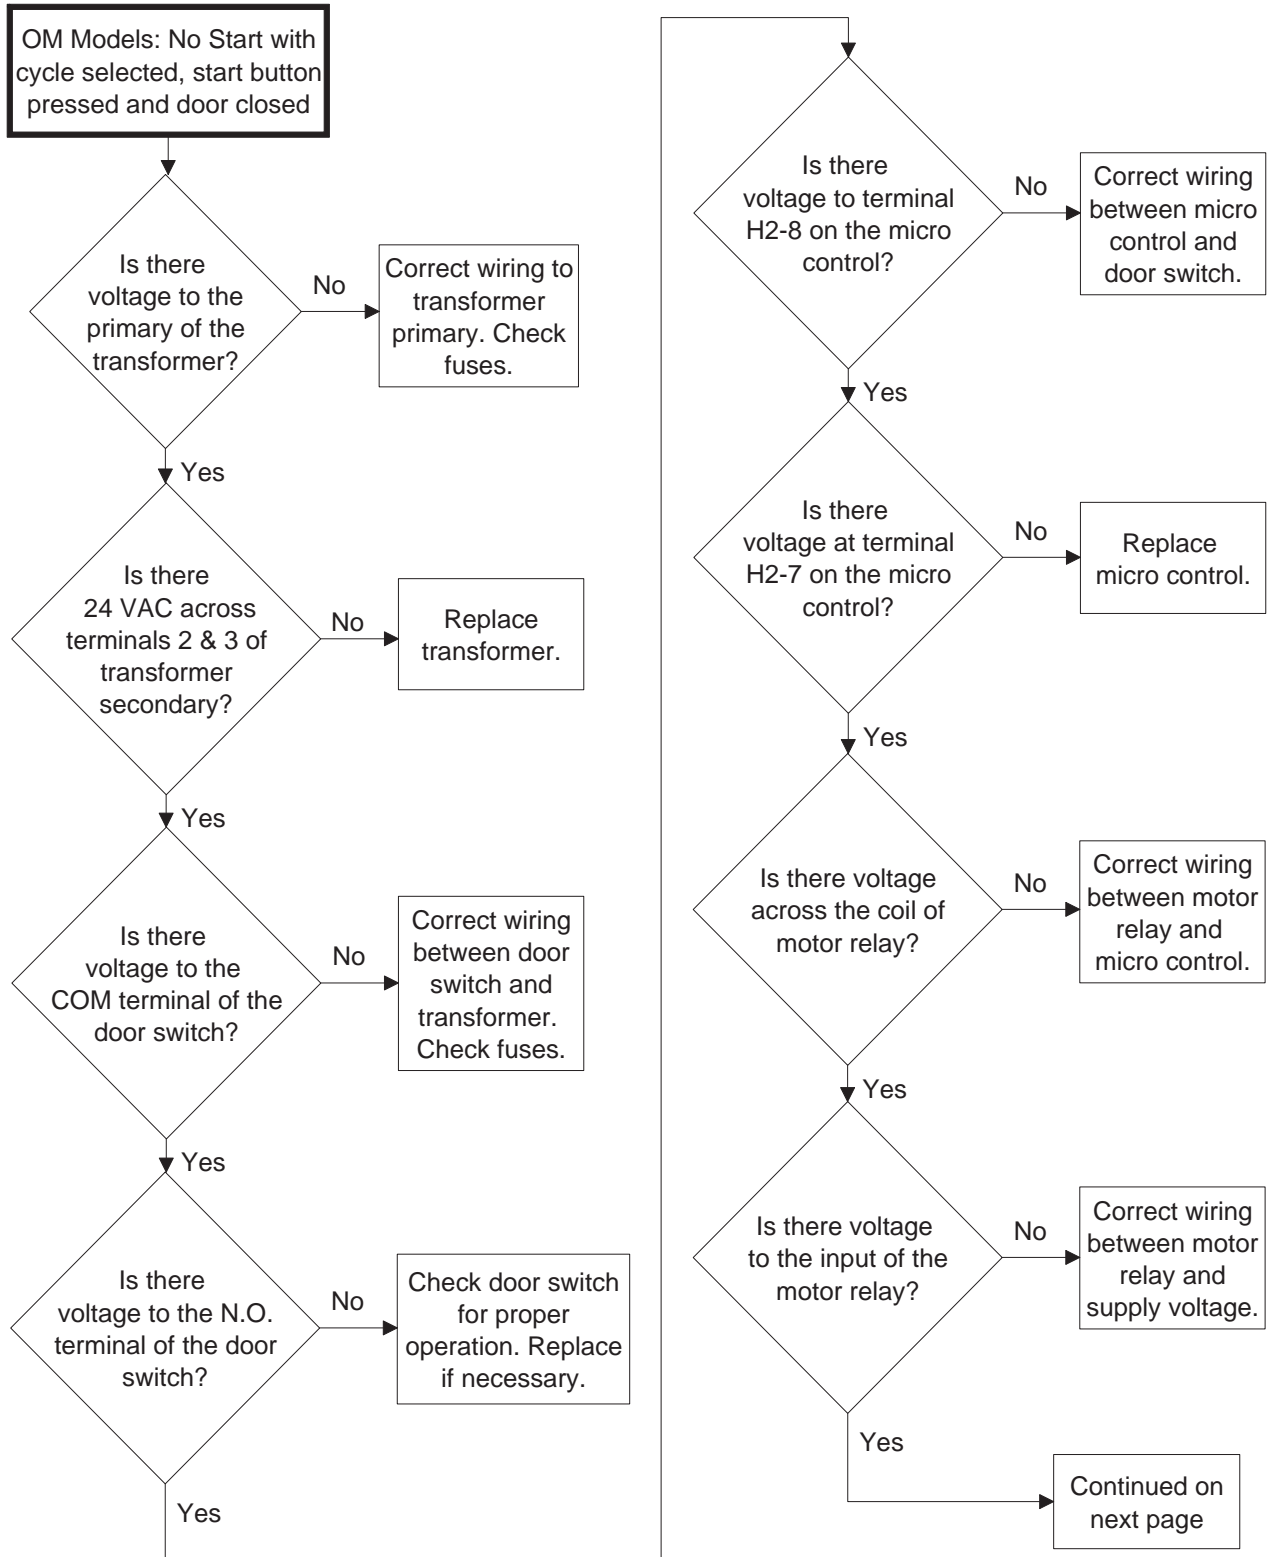 OM Models: No Start with
cycle selected, start button
pressed and door closed
Is there
voltage to the
primary of the
transformer?
No
Correct wiring to
transformer
primary. Check
fuses.
Yes
Is there
24 VAC across
terminals 2 & 3 of
transformer
secondary?
No
Replace
transformer.
Yes
Is there
voltage to the
COM terminal of the
door switch?
No
Correct wiring
between door
switch and
transformer.
Check fuses.
Yes
Is there
voltage to the N.O.
terminal of the door
switch?
No
Check door switch
for proper
operation. Replace
if necessary.
Yes
Is there
voltage to terminal
H2-8 on the micro
control?
No
Correct wiring
between micro
control and
door switch.
Yes
Is there
voltage at terminal
H2-7 on the micro
control?
No
Replace
micro control.
Yes
Is there voltage
across the coil of
motor relay?
No
Correct wiring
between motor
relay and
micro control.
Yes
Is there voltage
to the input of the
motor relay?
No
Correct wiring
between motor
relay and
supply voltage.
Yes
Continued on
next page